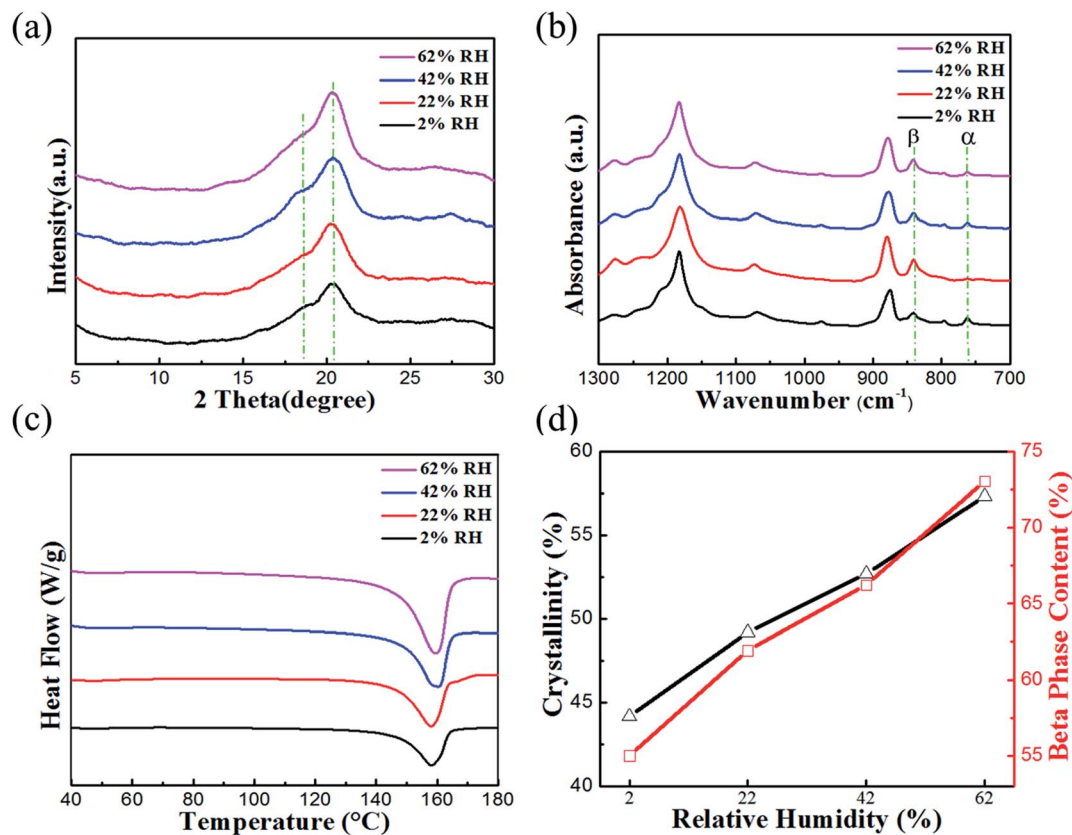 (a)
62% RH
42% RH
22% RH
2% RH
Intensity(a.u.)
5 10 15 20 25 30
2 Theta(degree)
(b)
62% RH
42% RH
22% RH
2% RH
β α
Absorbance (a.u.)
1300 1200 1100 1000 900 800 700
Wavenumber (cm-1)
(c)
62% RH
42% RH
22% RH
2% RH
Heat Flow (W/g)
40 60 80 100 120 140 160 180
Temperature (°C)
(d)
60
55
50
45
40
Crystallinity (%)
75
70
65
60
55
Beta Phase Content (%)
2 22 42 62
Relative Humidity (%)